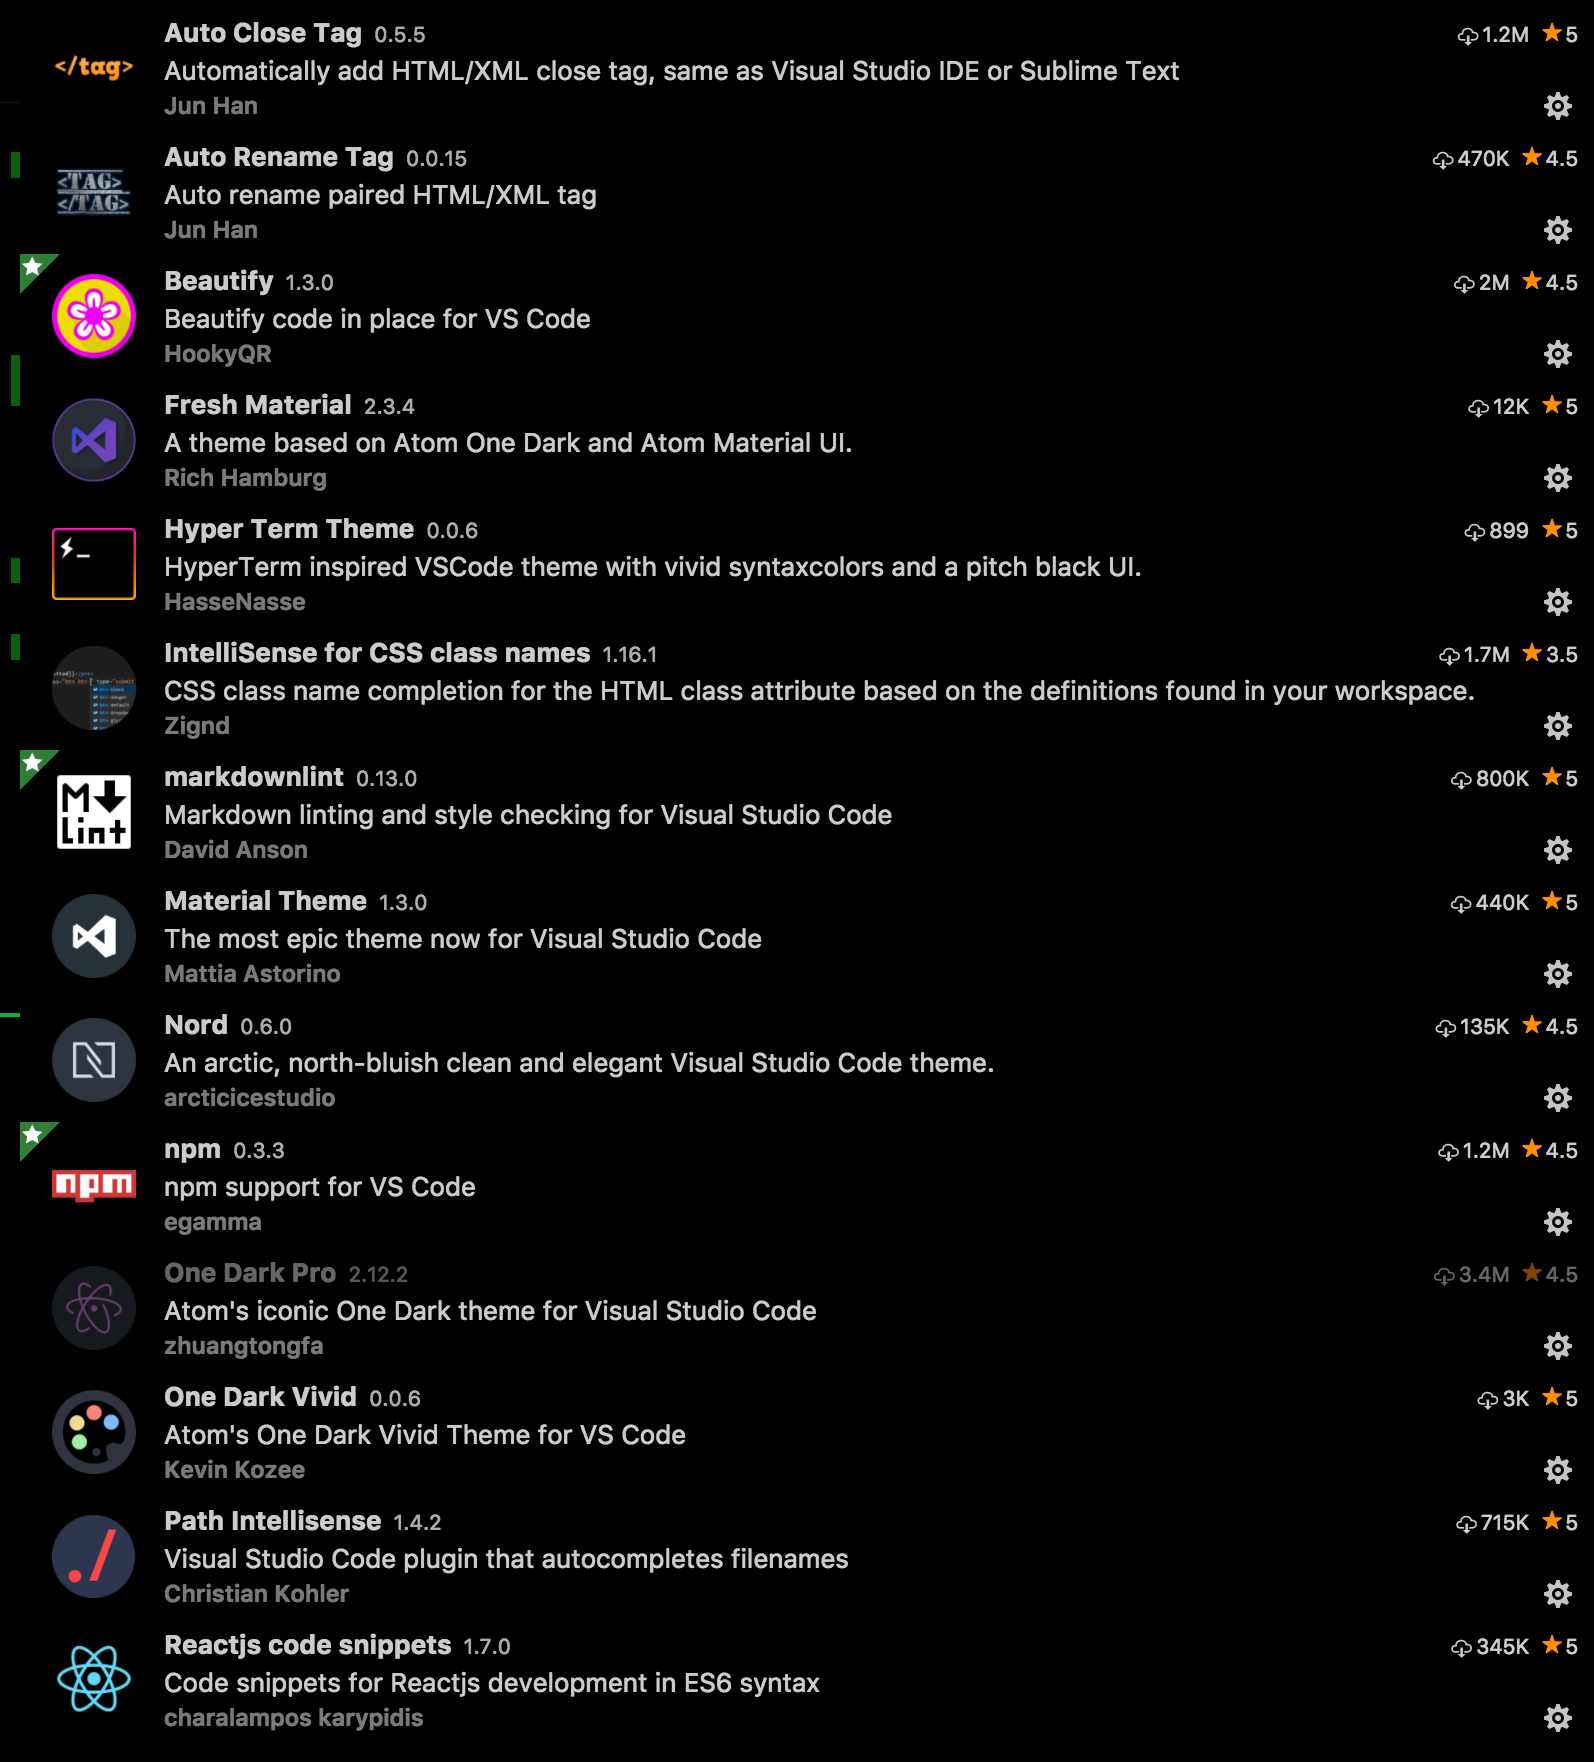 </tag>
Auto Close Tag 0.5.5 1.2M 5
Automatically add HTML/XML close tag, same as Visual Studio IDE or Sublime Text
Jun Han
<TAG>
</TAG>
Auto Rename Tag 0.0.15 470K 4.5
Auto rename paired HTML/XML tag
Jun Han
Beautify 1.3.0 2M 4.5
Beautify code in place for VS Code
HookyQR
Fresh Material 2.3.4 12K 5
A theme based on Atom One Dark and Atom Material UI.
Rich Hamburg
Hyper Term Theme 0.0.6 899 5
HyperTerm inspired VSCode theme with vivid syntaxcolors and a pitch black UI.
HasseNasse
IntelliSense for CSS class names 1.16.1 1.7M 3.5
CSS class name completion for the HTML class attribute based on the definitions found in your workspace.
Zignd
M
Lint
markdownlint 0.13.0 800K 5
Markdown linting and style checking for Visual Studio Code
David Anson
Material Theme 1.3.0 440K 5
The most epic theme now for Visual Studio Code
Mattia Astorino
Nord 0.6.0 135K 4.5
An arctic, north-bluish clean and elegant Visual Studio Code theme.
arcticicestudio
npm
npm 0.3.3 1.2M 4.5
npm support for VS Code
egamma
One Dark Pro 2.12.2 3.4M 4.5
Atom's iconic One Dark theme for Visual Studio Code
zhuangtongfa
One Dark Vivid 0.0.6 3K 5
Atom's One Dark Vivid Theme for VS Code
Kevin Kozee
./
Path Intellisense 1.4.2 715K 5
Visual Studio Code plugin that autocompletes filenames
Christian Kohler
Reactjs code snippets 1.7.0 345K 5
Code snippets for Reactjs development in ES6 syntax
charalampos karypidis